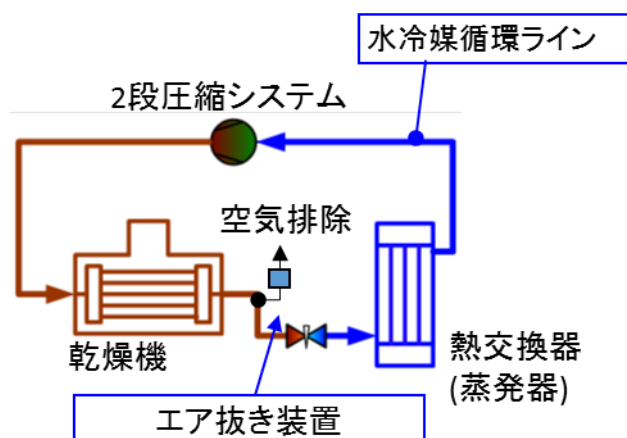 水冷媒循環ライン
2段圧縮システム
空気排除
乾燥機
熱交換器
(蒸発器)
エア抜き装置